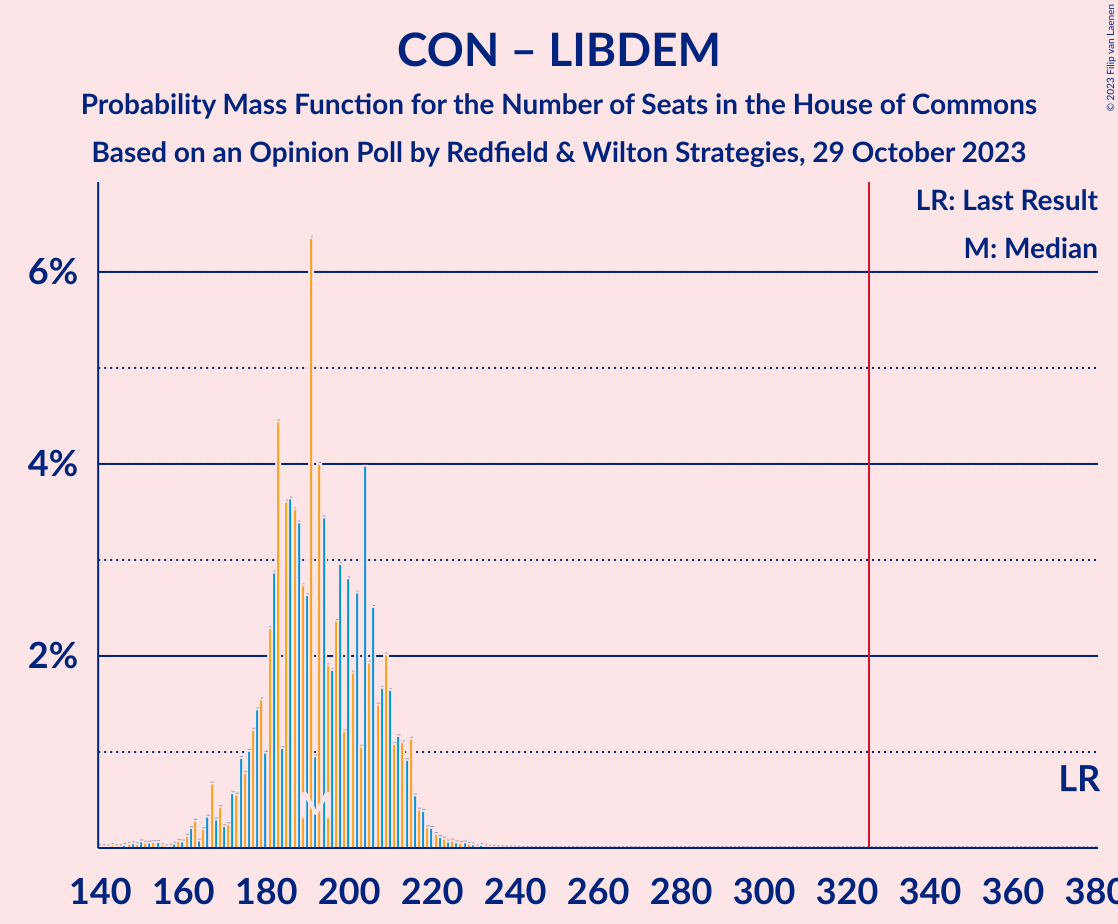 CON – LIBDEM
Probability Mass Function for the Number of Seats in the House of Commons
Based on an Opinion Poll by Redfield & Wilton Strategies, 29 October 2023
© 2023 Filip van Laenen
LR: Last Result
M: Median
6%
4%
2%
M
LR
140 160 180 200 220 240 260 280 300 320 340 360 380